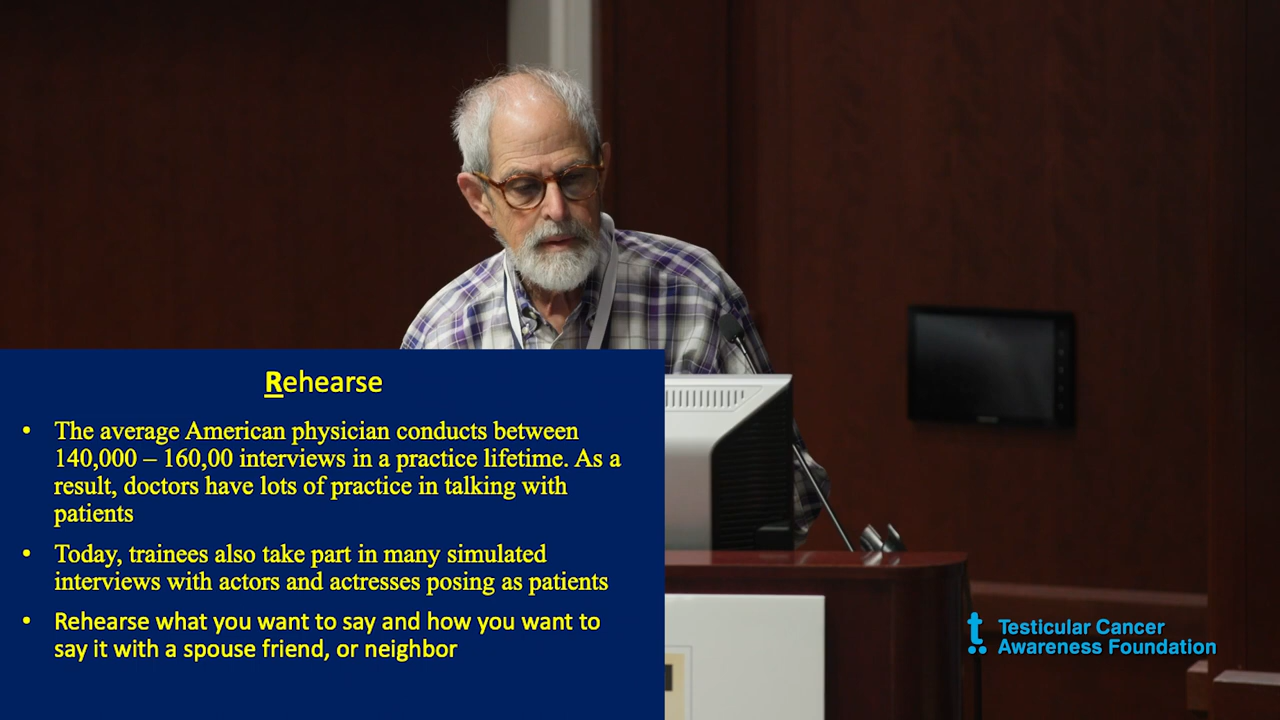 Rehearse
• The average American physician conducts between
140,000 – 160,00 interviews in a practice lifetime. As a
result, doctors have lots of practice in talking with
patients
• Today, trainees also take part in many simulated
interviews with actors and actresses posing as patients
• Rehearse what you want to say and how you want to
say it with a spouse friend, or neighbor
Testicular Cancer
Awareness Foundation